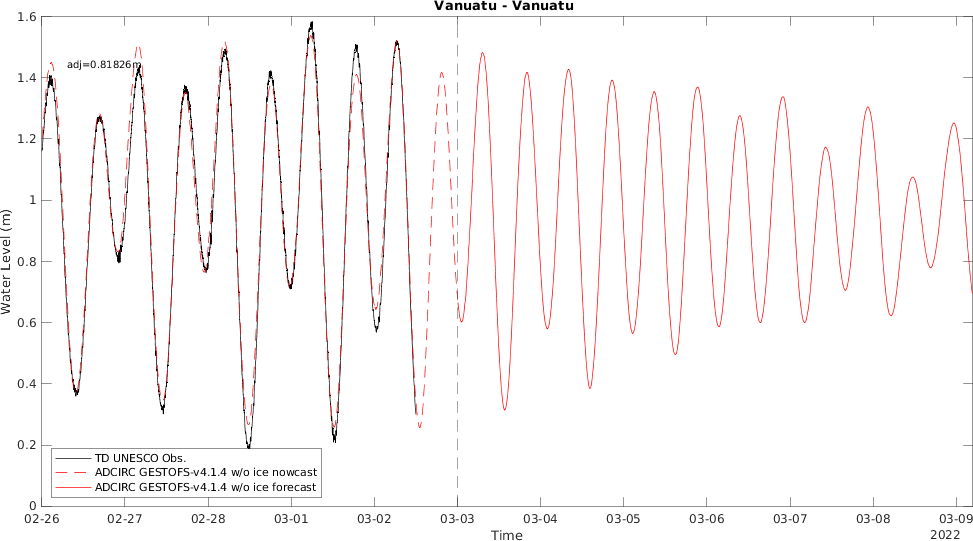 Vanuatu - Vanuatu
1.6
1.4
1.2
1
0.8
0.6
0.4
0.2
0
Water Level (m)
adj=0.81826m
TD UNESCO Obs.
ADCIRC GESTOFS-v4.1.4 w/o ice nowcast
ADCIRC GESTOFS-v4.1.4 w/o ice forecast
02-26 02-27 02-28 03-01 03-02 03-03 03-04 03-05 03-06 03-07 03-08 03-09
Time
2022